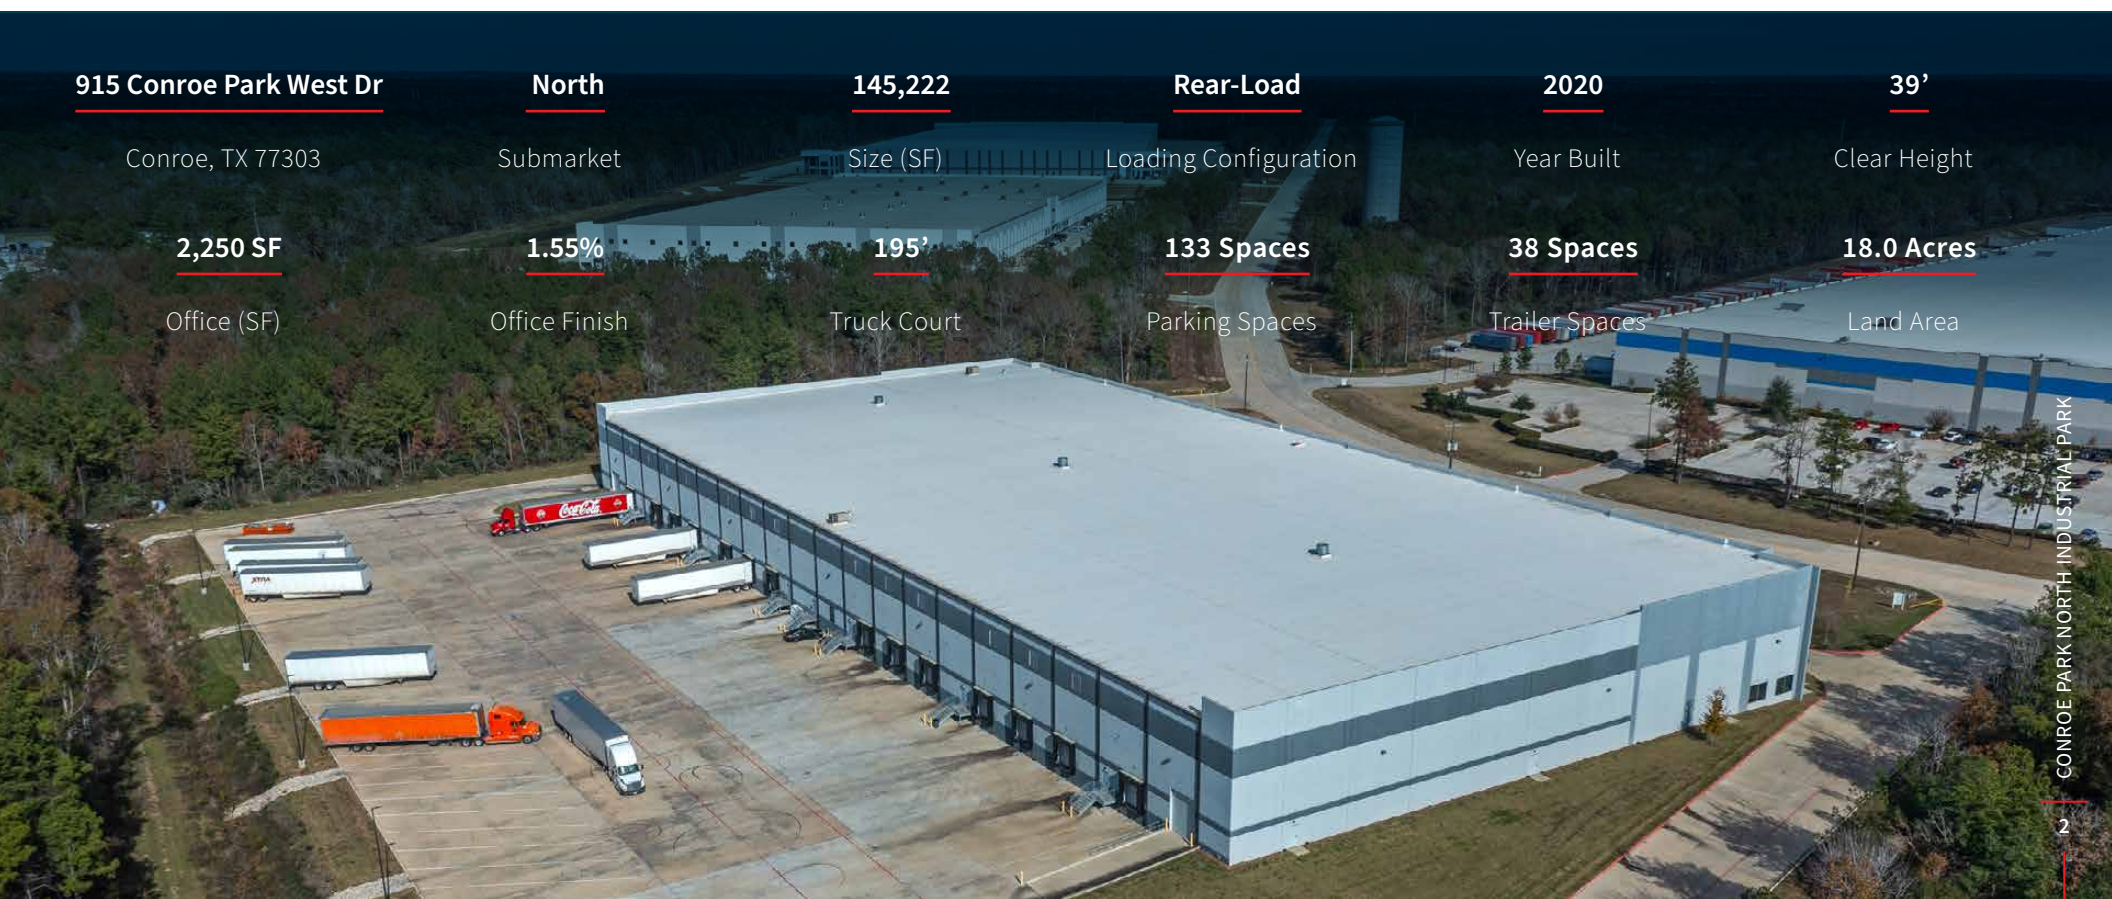 915 Conroe Park West Dr
Conroe, TX 77303
North
Submarket
145,222
Size (SF)
Rear-Load
Loading Configuration
2020
Year Built
39’
Clear Height
2,250 SF
Office (SF)
1.55%
Office Finish
195’
Truck Court
133 Spaces
Parking Spaces
38 Spaces
Trailer Spaces
18.0 Acres
Land Area
Coca-Cola
XTRA
CONROE PARK NORTH INDUSTRIAL PARK
2